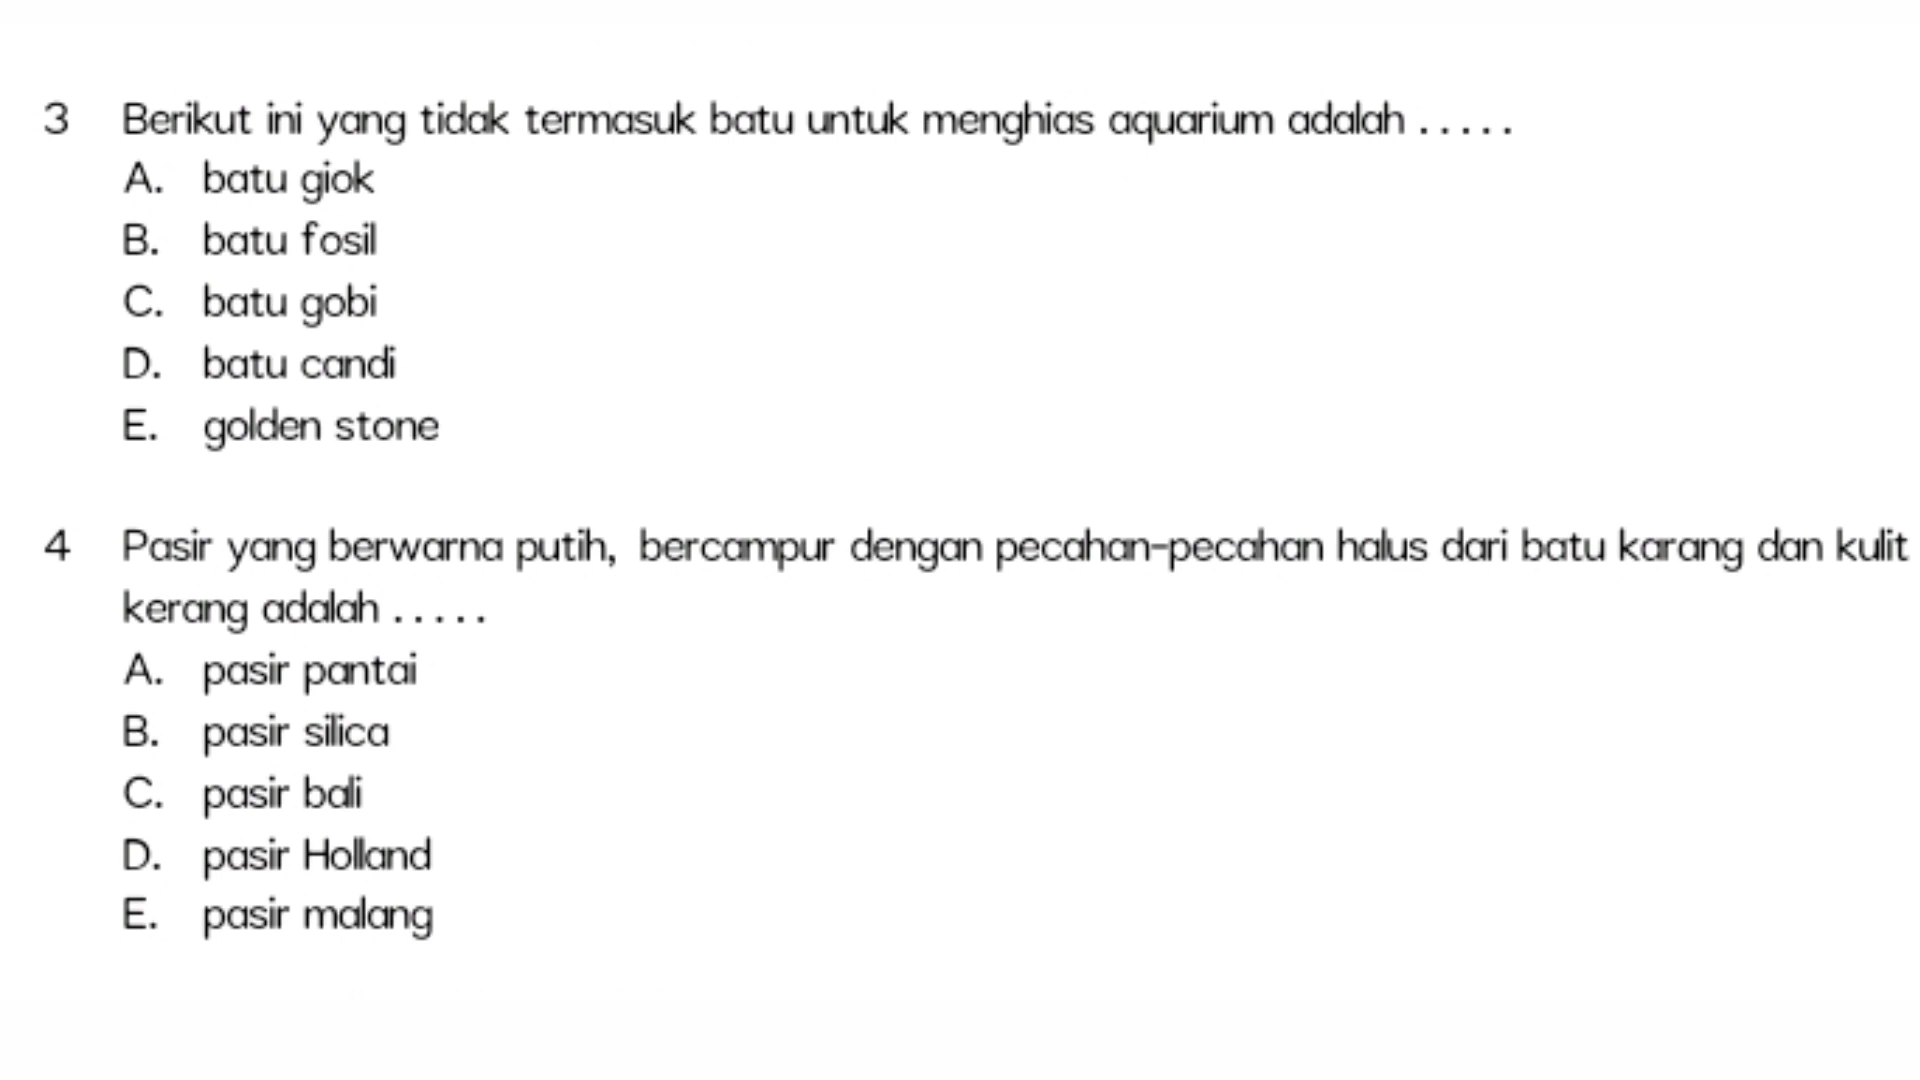 3 Berikut ini yang tidak termasuk batu untuk menghias aquarium adalah . . . . .
A. batu giok
B. batu fosil
C. batu gobi
D. batu candi
E. golden stone
4 Pasir yang berwarna putih, bercampur dengan pecahan-pecahan halus dari batu karang dan kulit
kerang adalah . . . . .
A. pasir pantai
B. pasir silica
C. pasir bali
D. pasir Holland
E. pasir malang